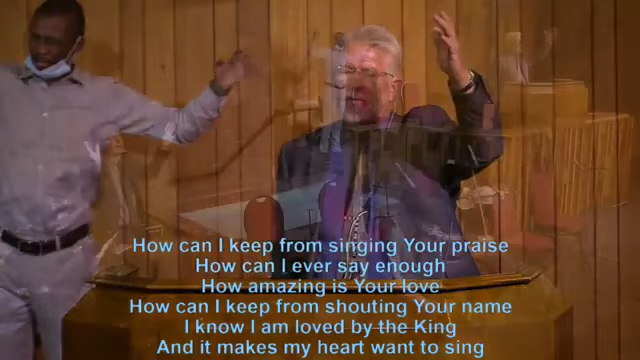 How can I keep from singing Your praise
How can I ever say enough
How amazing is Your love
How can I keep from shouting Your name
I know I am loved by the King
And it makes my heart want to sing